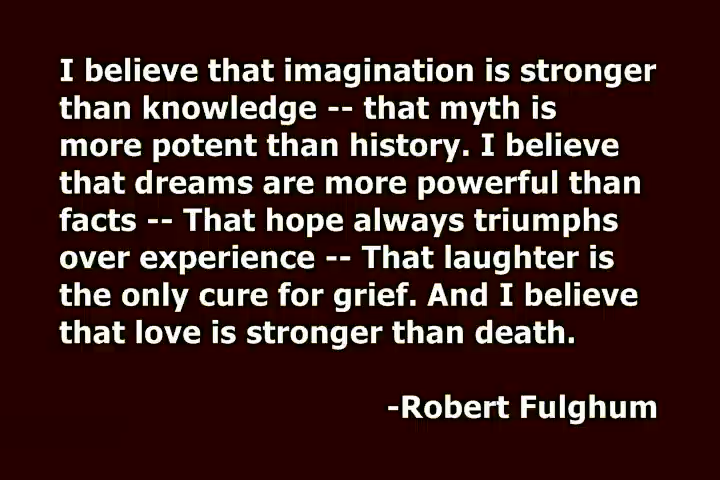 I believe that imagination is stronger
than knowledge -- that myth is
more potent than history. I believe
that dreams are more powerful than
facts -- That hope always triumphs
over experience -- That laughter is
the only cure for grief. And I believe
that love is stronger than death.
-Robert Fulghum